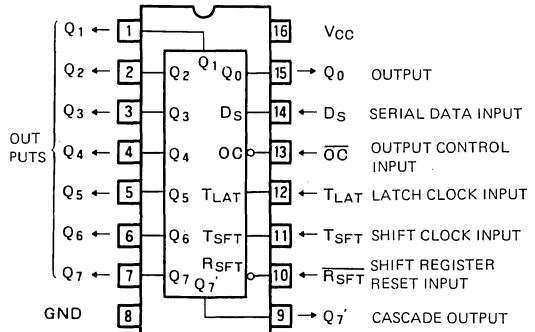 Q1 ← 1 Q1 16 VCC
Q2 ← 2 Q2 Q0 15 → Q0 OUTPUT
Q3 ← 3 Q3 DS 14 ← DS SERIAL DATA INPUT
OUT
PUTS
Q4 ← 4 Q4 OC 13 ← O̅C̅ OUTPUT CONTROL
INPUT
Q5 ← 5 Q5 TLAT 12 ← TLAT LATCH CLOCK INPUT
Q6 ← 6 Q6 TSFT 11 ← TSFT SHIFT CLOCK INPUT
Q7 ← 7 Q7 RSFT 10 ← R̅S̅F̅T̅ SHIFT REGISTER
RESET INPUT
GND 8 Q7' 9 → Q7' CASCADE OUTPUT